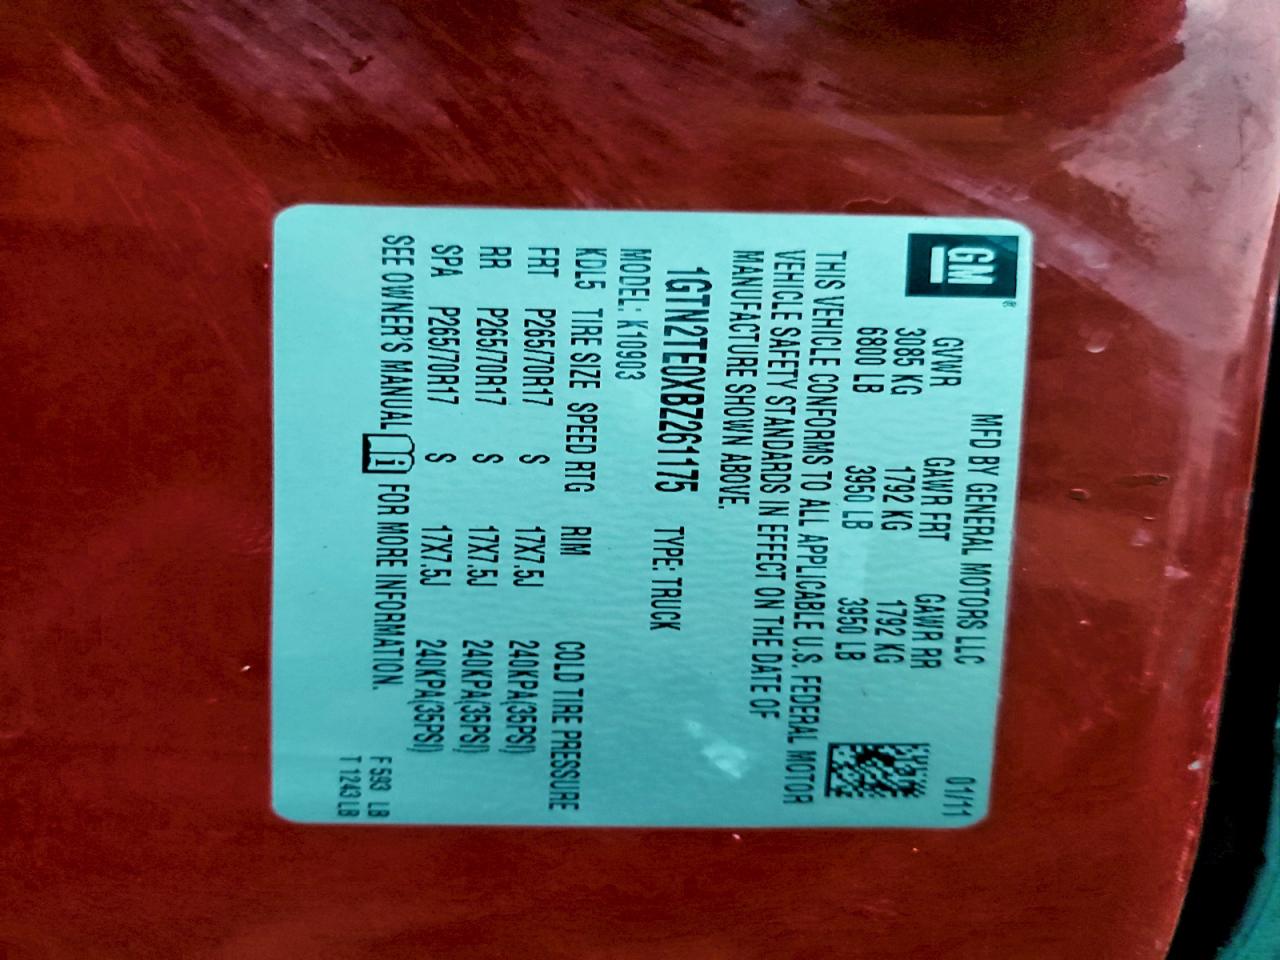 GM®
MFD BY GENERAL MOTORS LLC 01/11
GVWR GAWR FRT GAWR RR
3085 KG 1792 KG 1792 KG
6800 LB 3950 LB 3950 LB
THIS VEHICLE CONFORMS TO ALL APPLICABLE U.S. FEDERAL MOTOR
VEHICLE SAFETY STANDARDS IN EFFECT ON THE DATE OF
MANUFACTURE SHOWN ABOVE.
1GTN2TE0XBZ261175 TYPE: TRUCK
MODEL: K10903
KDL5 TIRE SIZE SPEED RTG RIM COLD TIRE PRESSURE
FRT P265/70R17 S 17X7.5J 240KPA(35PSI)
RR P265/70R17 S 17X7.5J 240KPA(35PSI)
SPA P265/70R17 S 17X7.5J 240KPA(35PSI)
SEE OWNER'S MANUAL i FOR MORE INFORMATION.
F 593 LB
T 1243 LB